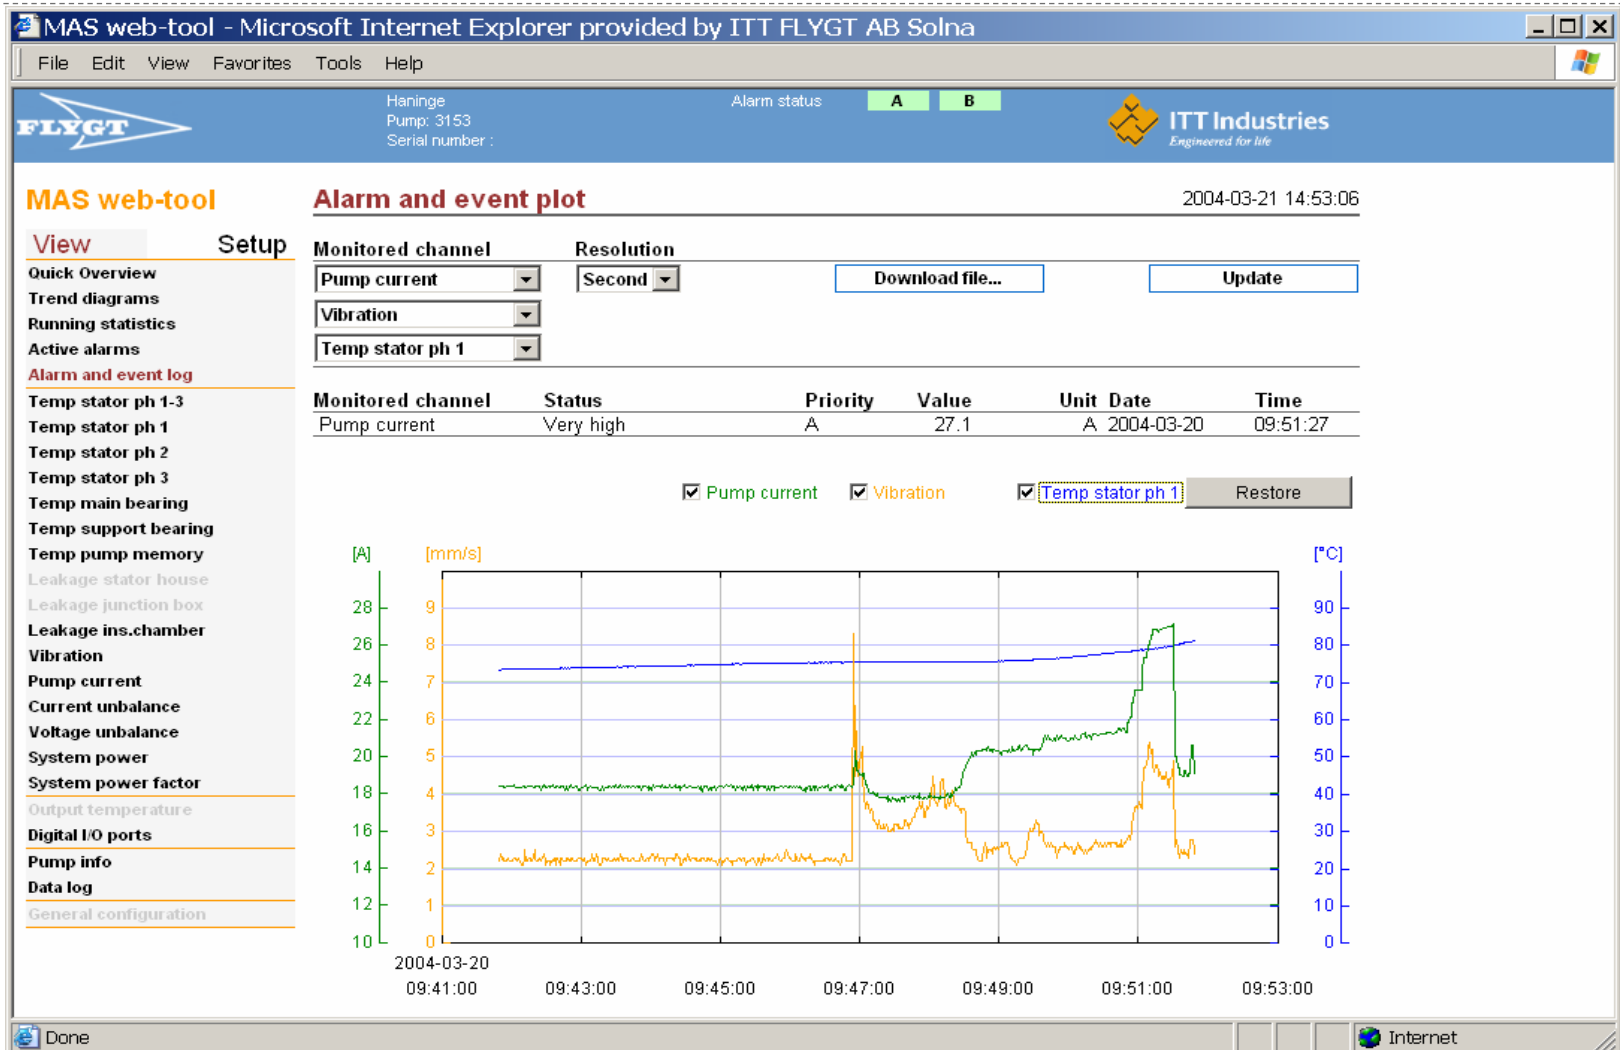 MAS web-tool - Microsoft Internet Explorer provided by ITT FLYGT AB Solna
File Edit View Favorites Tools Help
FLYGT
Haninge
Pump: 3153
Serial number :
Alarm status A B
ITT Industries
Engineered for life
MAS web-tool
View Setup
Quick Overview
Trend diagrams
Running statistics
Active alarms
Alarm and event log
Temp stator ph 1-3
Temp stator ph 1
Temp stator ph 2
Temp stator ph 3
Temp main bearing
Temp support bearing
Temp pump memory
Leakage stator house
Leakage junction box
Leakage ins.chamber
Vibration
Pump current
Current unbalance
Voltage unbalance
System power
System power factor
Output temperature
Digital I/O ports
Pump info
Data log
General configuration
Alarm and event plot 2004-03-21 14:53:06
Monitored channel Resolution
Pump current Second Download file... Update
Vibration
Temp stator ph 1
Monitored channel Status Priority Value Unit Date Time
Pump current Very high A 27.1 A 2004-03-20 09:51:27
Pump current Vibration Temp stator ph 1 Restore
[A] [mm/s] [°C]
28 9 90
26 8 80
24 7 70
22 6 60
20 5 50
18 4 40
16 3 30
14 2 20
12 1 10
10 0 0
2004-03-20
09:41:00 09:43:00 09:45:00 09:47:00 09:49:00 09:51:00 09:53:00
Done Internet